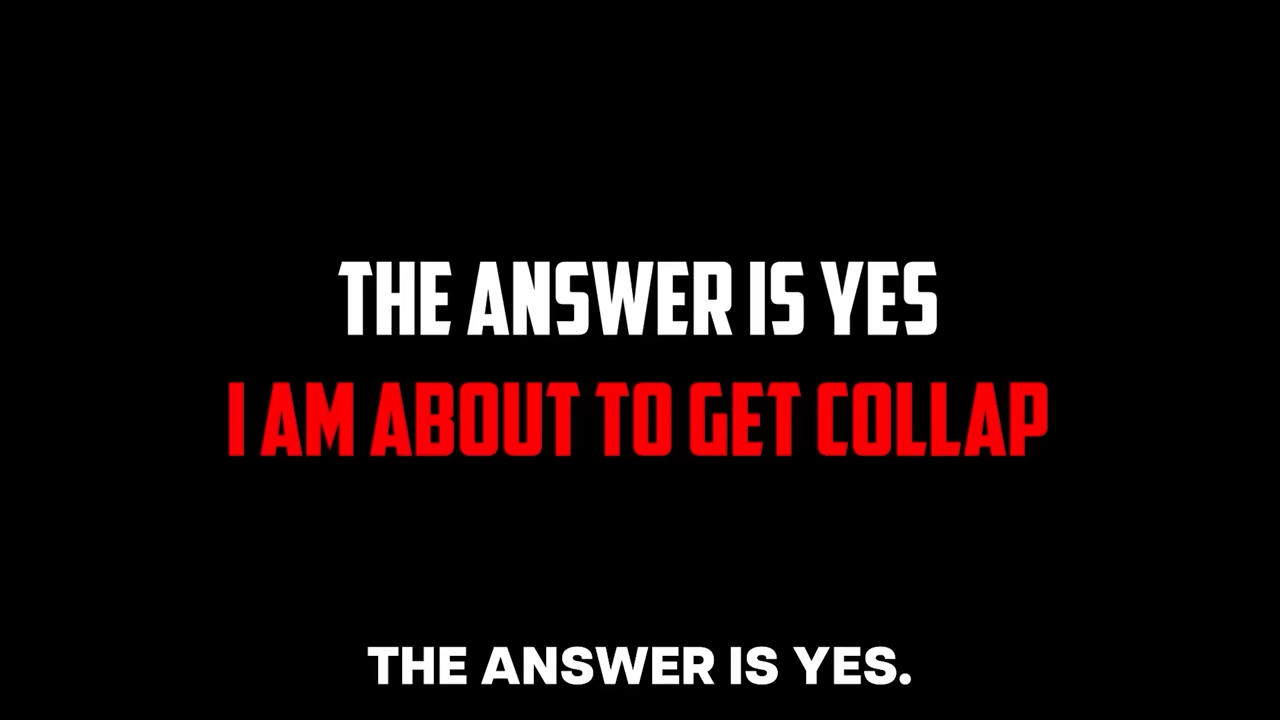 THE ANSWER IS YES
I AM ABOUT TO GET COLLAP
THE ANSWER IS YES.